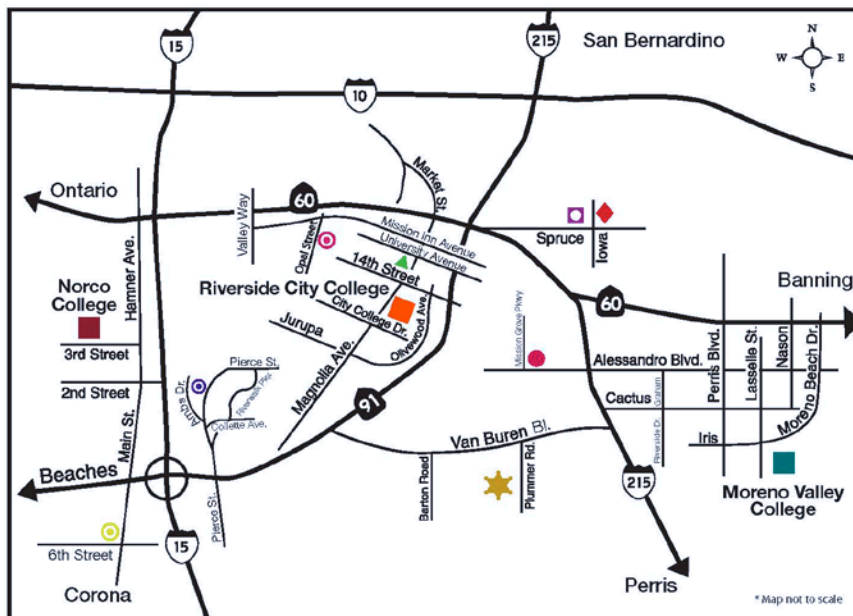 15
215
San Bernardino
N
W E
S
10
Market St.
Ontario
60
Valley Way
Mission Inn Avenue
University Avenue
Spruce
Iowa
Opal Street
14th Street
Hamner Ave.
Norco
College
Riverside City College
City College Dr.
Olivewood Ave.
Banning
60
Mission Grove Pkwy
Jurupa
3rd Street
Magnolia Ave.
Pierce St.
Alessandro Blvd.
Perris Blvd.
Lasselle St.
Nason
Moreno Beach Dr.
2nd Street
Riverwalk Pkwy
Collette Ave.
91
Cactus
Graham
Main St.
Van Buren Bl.
Riverside Dr.
Iris
Beaches
Barton Road
Plummer Rd.
215
Moreno Valley
College
Pierce St.
6th Street
15
Corona
Perris
* Map not to scale